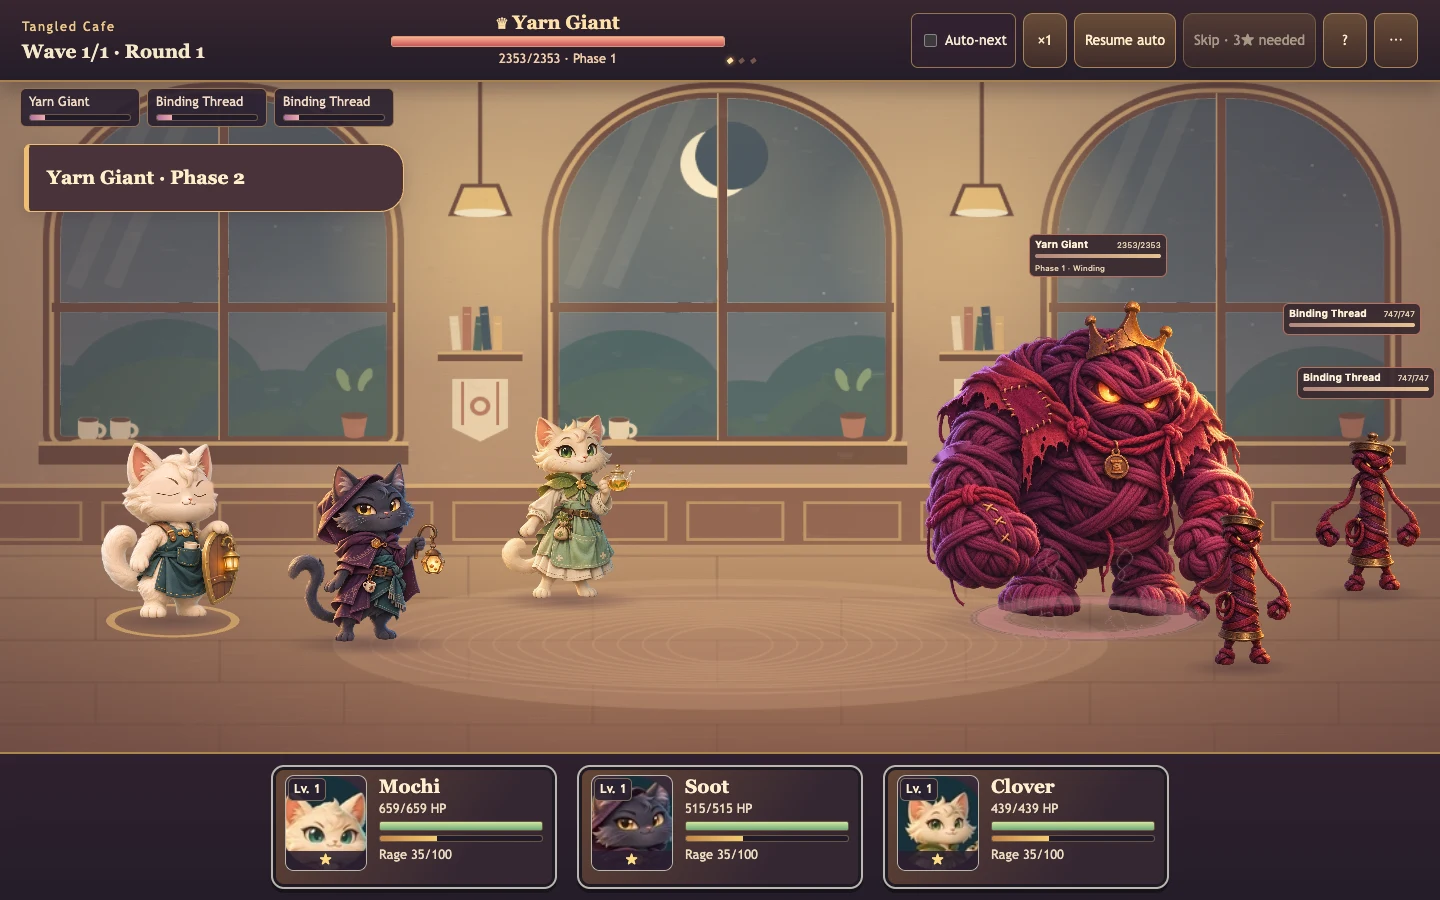 Tangled Cafe
Wave 1/1 · Round 1
♛ Yarn Giant
2353/2353 · Phase 1
Auto-next
×1
Resume auto
Skip · 3★ needed
?
···
Yarn Giant
Binding Thread
Binding Thread
Yarn Giant · Phase 2
Yarn Giant 2353/2353
Phase 1 · Winding
Binding Thread 747/747
Binding Thread 747/747
Lv. 1
Mochi
659/659 HP
Rage 35/100
★
Lv. 1
Soot
515/515 HP
Rage 35/100
★
Lv. 1
Clover
439/439 HP
Rage 35/100
★